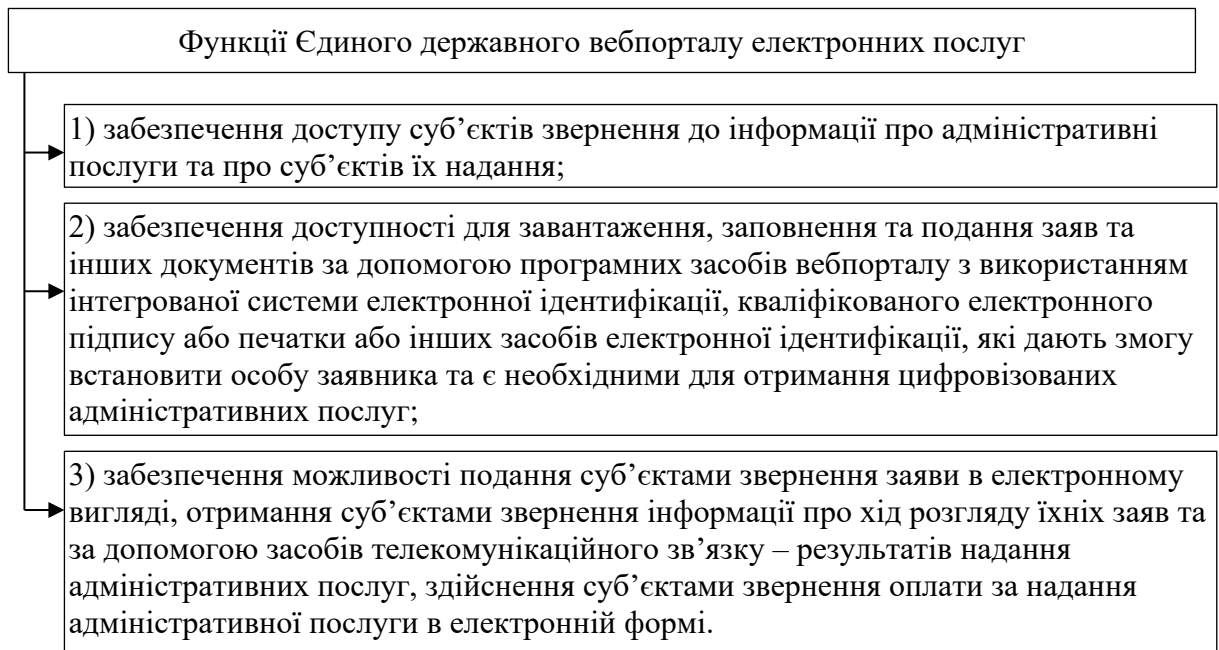 Функції Єдиного державного вебпорталу електронних послуг
1) забезпечення доступу суб’єктів звернення до інформації про адміністративні
послуги та про суб’єктів їх надання;
2) забезпечення доступності для завантаження, заповнення та подання заяв та
інших документів за допомогою програмних засобів вебпорталу з використанням
інтегрованої системи електронної ідентифікації, кваліфікованого електронного
підпису або печатки або інших засобів електронної ідентифікації, які дають змогу
встановити особу заявника та є необхідними для отримання цифровізованих
адміністративних послуг;
3) забезпечення можливості подання суб’єктами звернення заяви в електронному
вигляді, отримання суб’єктами звернення інформації про хід розгляду їхніх заяв та
за допомогою засобів телекомунікаційного зв’язку – результатів надання
адміністративних послуг, здійснення суб’єктами звернення оплати за надання
адміністративної послуги в електронній формі.